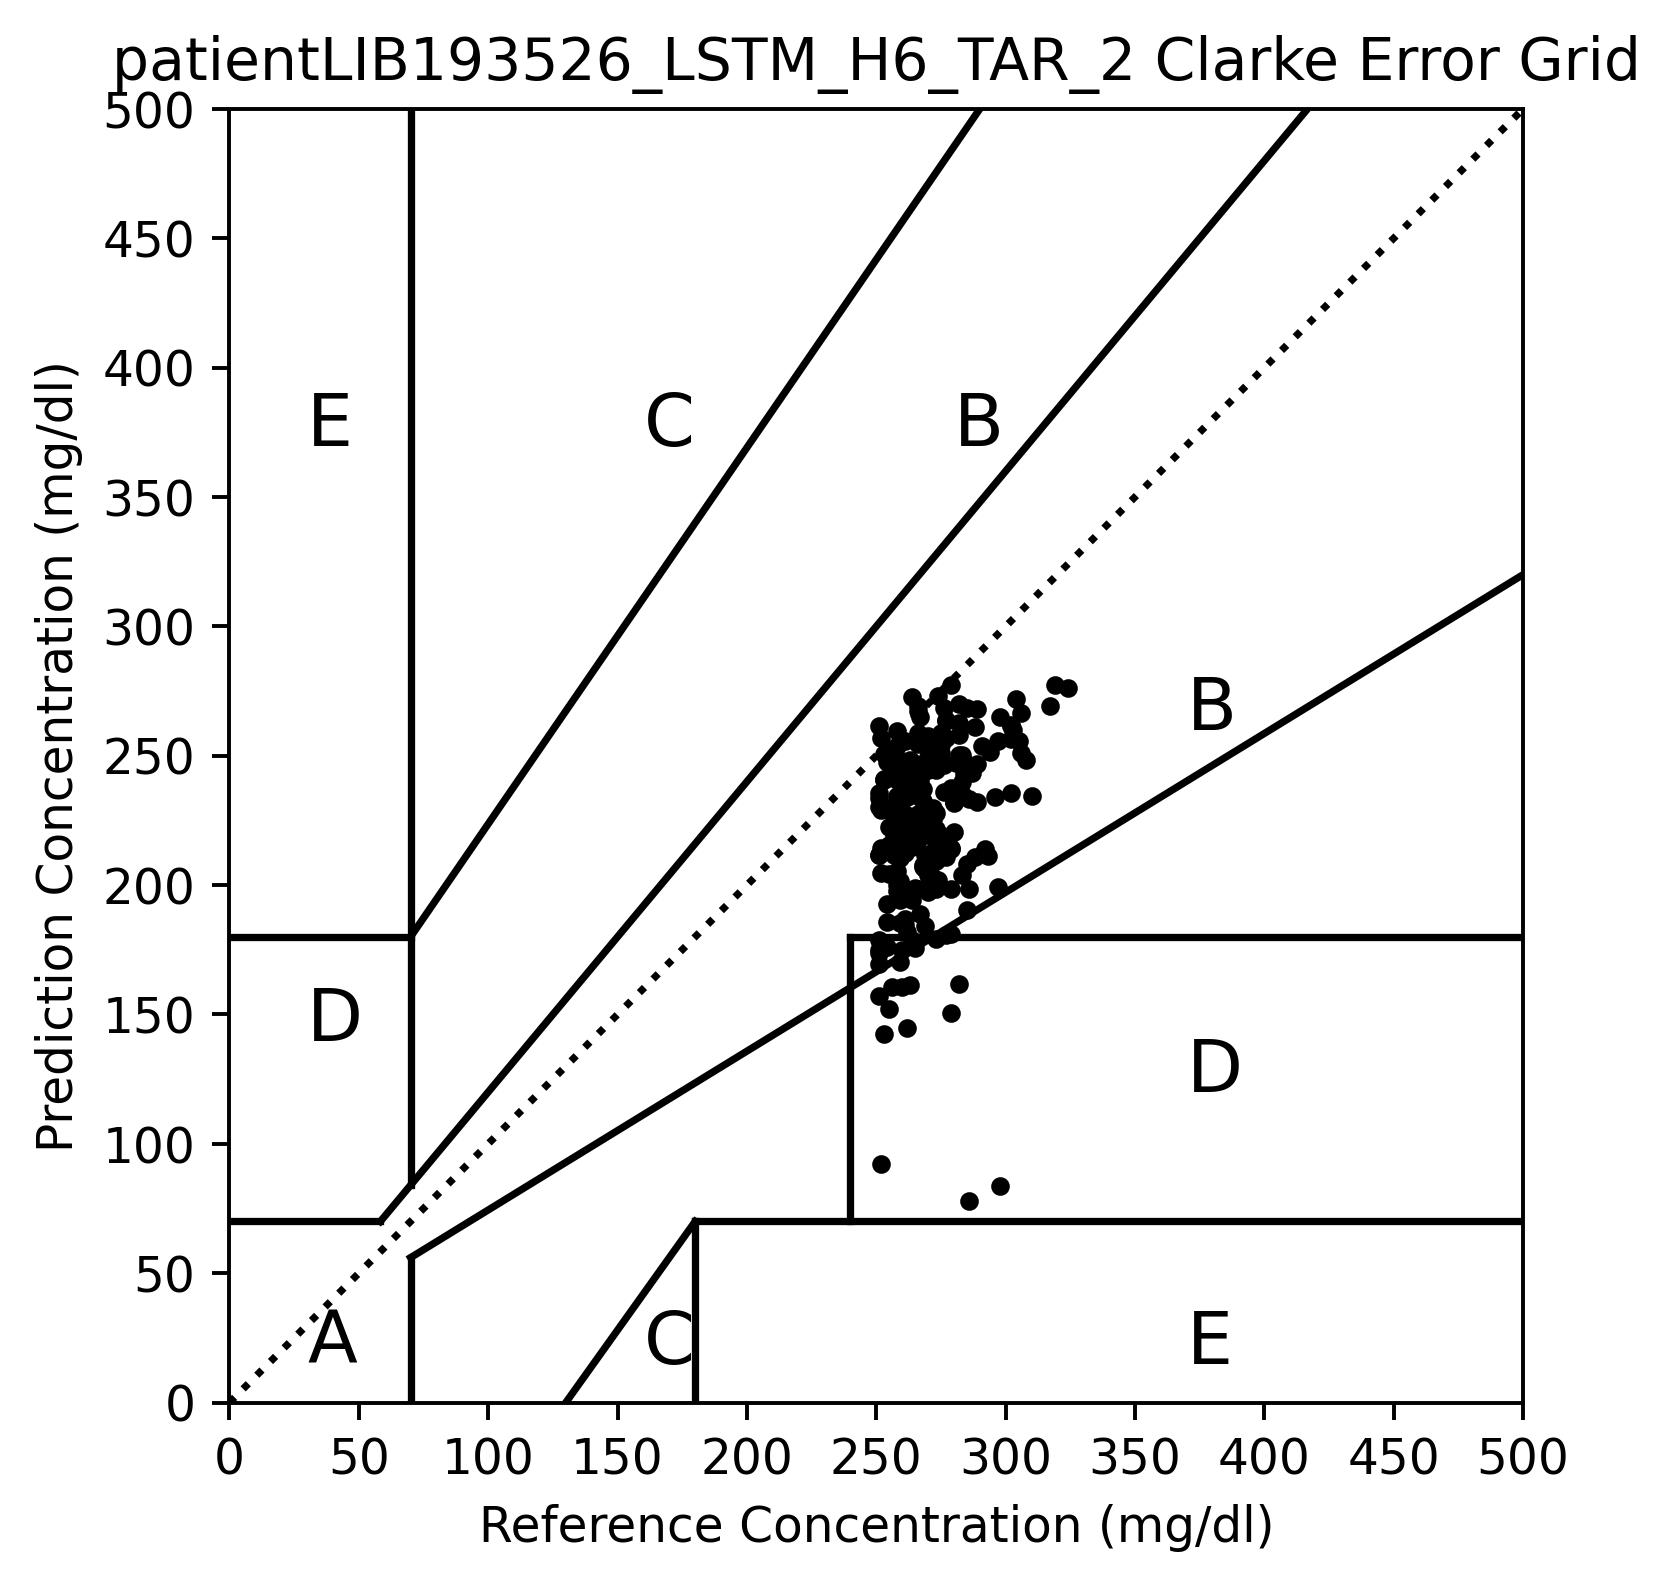 patientLIB193526_LSTM_H6_TAR_2 Clarke Error Grid
500
450
400
350
300
250
200
150
100
50
0
Prediction Concentration (mg/dl)
E
C
B
B
D
D
A
C
E
0 50 100 150 200 250 300 350 400 450 500
Reference Concentration (mg/dl)